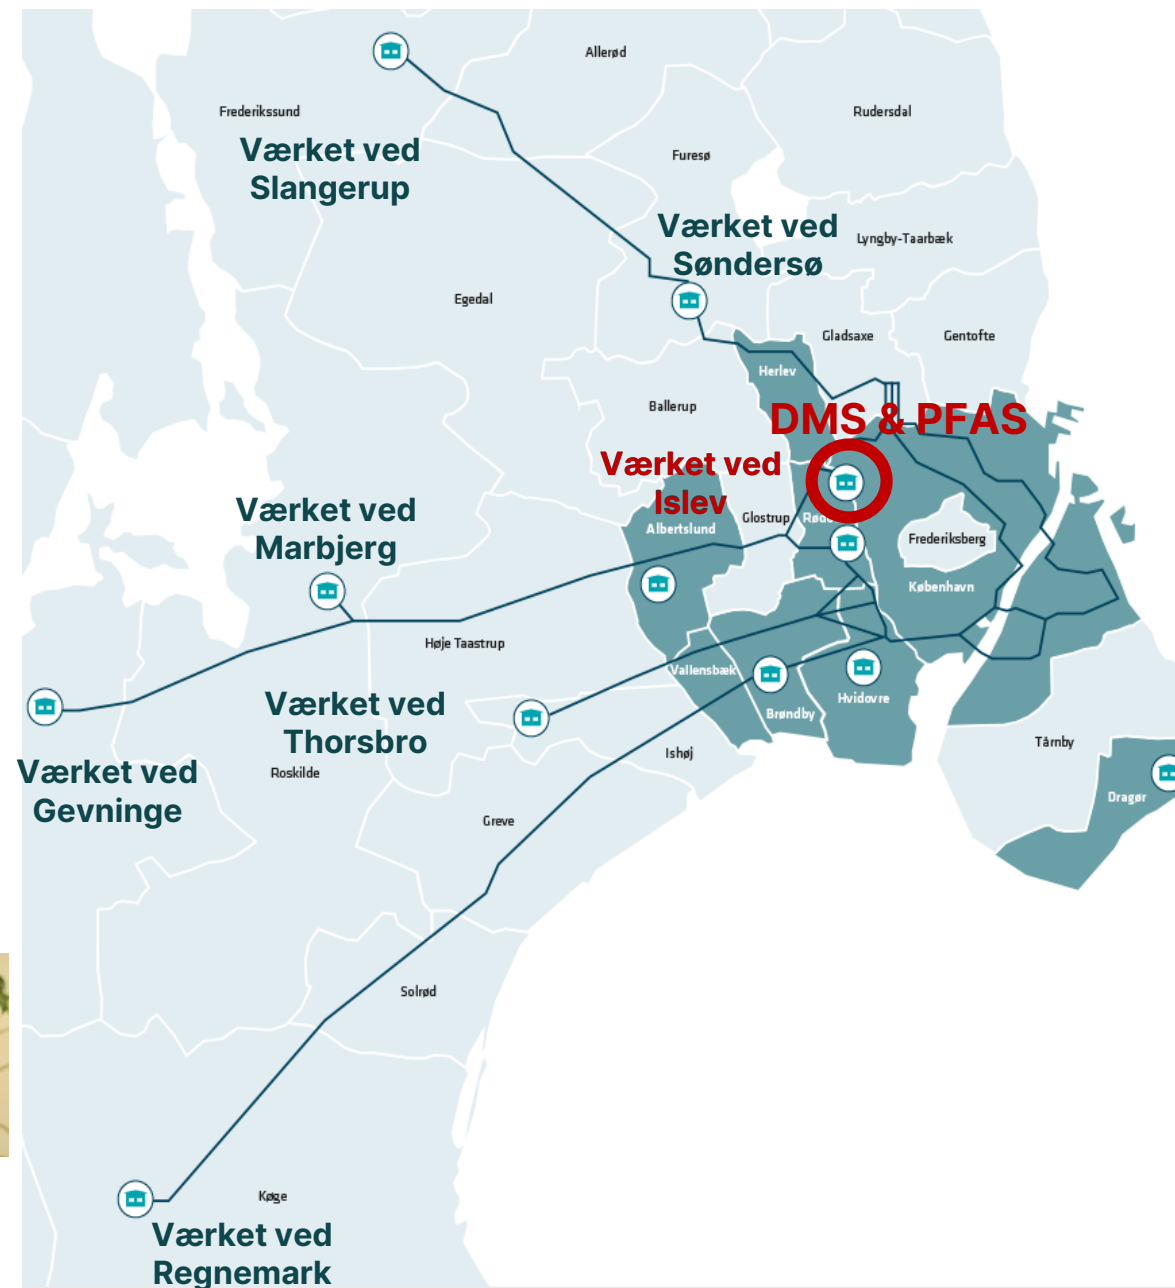 Allerød
Frederikssund
Rudersdal
Værket ved
Slangerup
Furesø
Værket ved
Søndersø
Lyngby-Taarbæk
Egedal
Gladsaxe
Gentofte
Herlev
Ballerup
DMS & PFAS
Værket ved
Islev
Albertslund
Glostrup
Værket ved
Marbjerg
Frederiksberg
København
Høje Taastrup
Vallensbæk
Hvidovre
Brøndby
Værket ved
Thorsbro
Ishøj
Tårnby
Værket ved
Gevninge
Roskilde
Dragør
Greve
Solrød
Køge
Værket ved
Regnemark